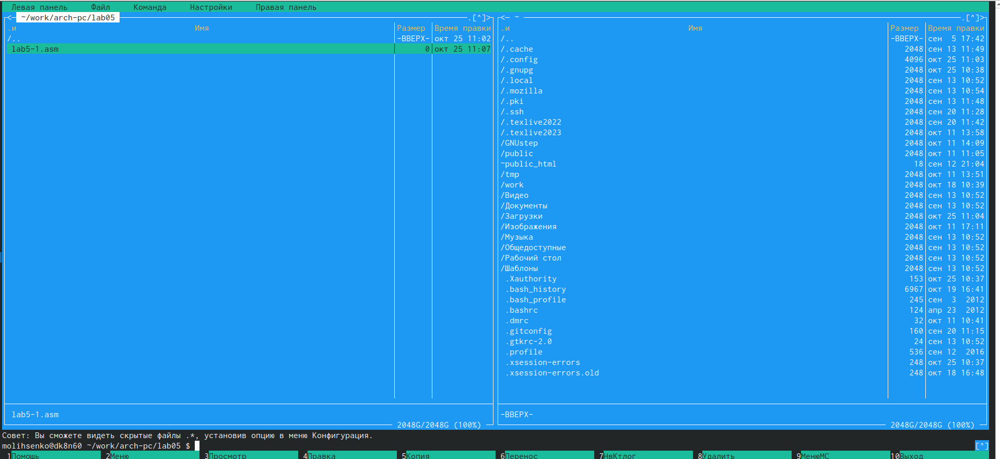 Левая панель Файл Команда Настройки Правая панель
<─ ~/work/arch-pc/lab05 .[^]>
.и Имя Размер Время правки
/.. -ВВЕРХ- окт 25 11:02
lab5-1.asm 0 окт 25 11:07
lab5-1.asm
2048G/2048G (100%)
<─ ~ .[^]>
.и Имя Размер Время правки
/.. -ВВЕРХ- сен 5 17:42
/.cache 2048 сен 13 11:49
/.config 4096 окт 25 11:03
/.gnupg 2048 окт 25 10:38
/.local 2048 сен 13 10:52
/.mozilla 2048 сен 13 10:54
/.pki 2048 сен 13 11:48
/.ssh 2048 сен 20 11:28
/.texlive2022 2048 сен 20 11:42
/.texlive2023 2048 окт 11 13:58
/GNUstep 2048 окт 11 14:09
/public 2048 окт 11 11:05
~public_html 18 сен 12 21:04
/tmp 2048 окт 11 13:51
/work 2048 окт 18 10:39
/Видео 2048 сен 13 10:52
/Документы 2048 сен 13 10:52
/Загрузки 2048 окт 25 11:04
/Изображения 2048 окт 11 17:11
/Музыка 2048 сен 13 10:52
/Общедоступные 2048 сен 13 10:52
/Рабочий стол 2048 сен 13 10:52
/Шаблоны 2048 сен 13 10:52
.Xauthority 153 окт 25 10:37
.bash_history 6967 окт 19 16:41
.bash_profile 245 сен 3 2012
.bashrc 124 апр 23 2012
.dmrc 32 окт 11 10:41
.gitconfig 160 сен 20 11:15
.gtkrc-2.0 24 сен 13 10:52
.profile 536 сен 12 2016
.xsession-errors 248 окт 25 10:37
.xsession-errors.old 248 окт 18 16:48
-ВВЕРХ-
2048G/2048G (100%)
Совет: Вы сможете видеть скрытые файлы .*, установив опцию в меню Конфигурация.
molihsenko@dk8n60 ~/work/arch-pc/lab05 $ [^]
1Помощь 2Меню 3Просмотр 4Правка 5Копия 6Перенос 7НвКтлог 8Удалить 9МенюMC 10Выход